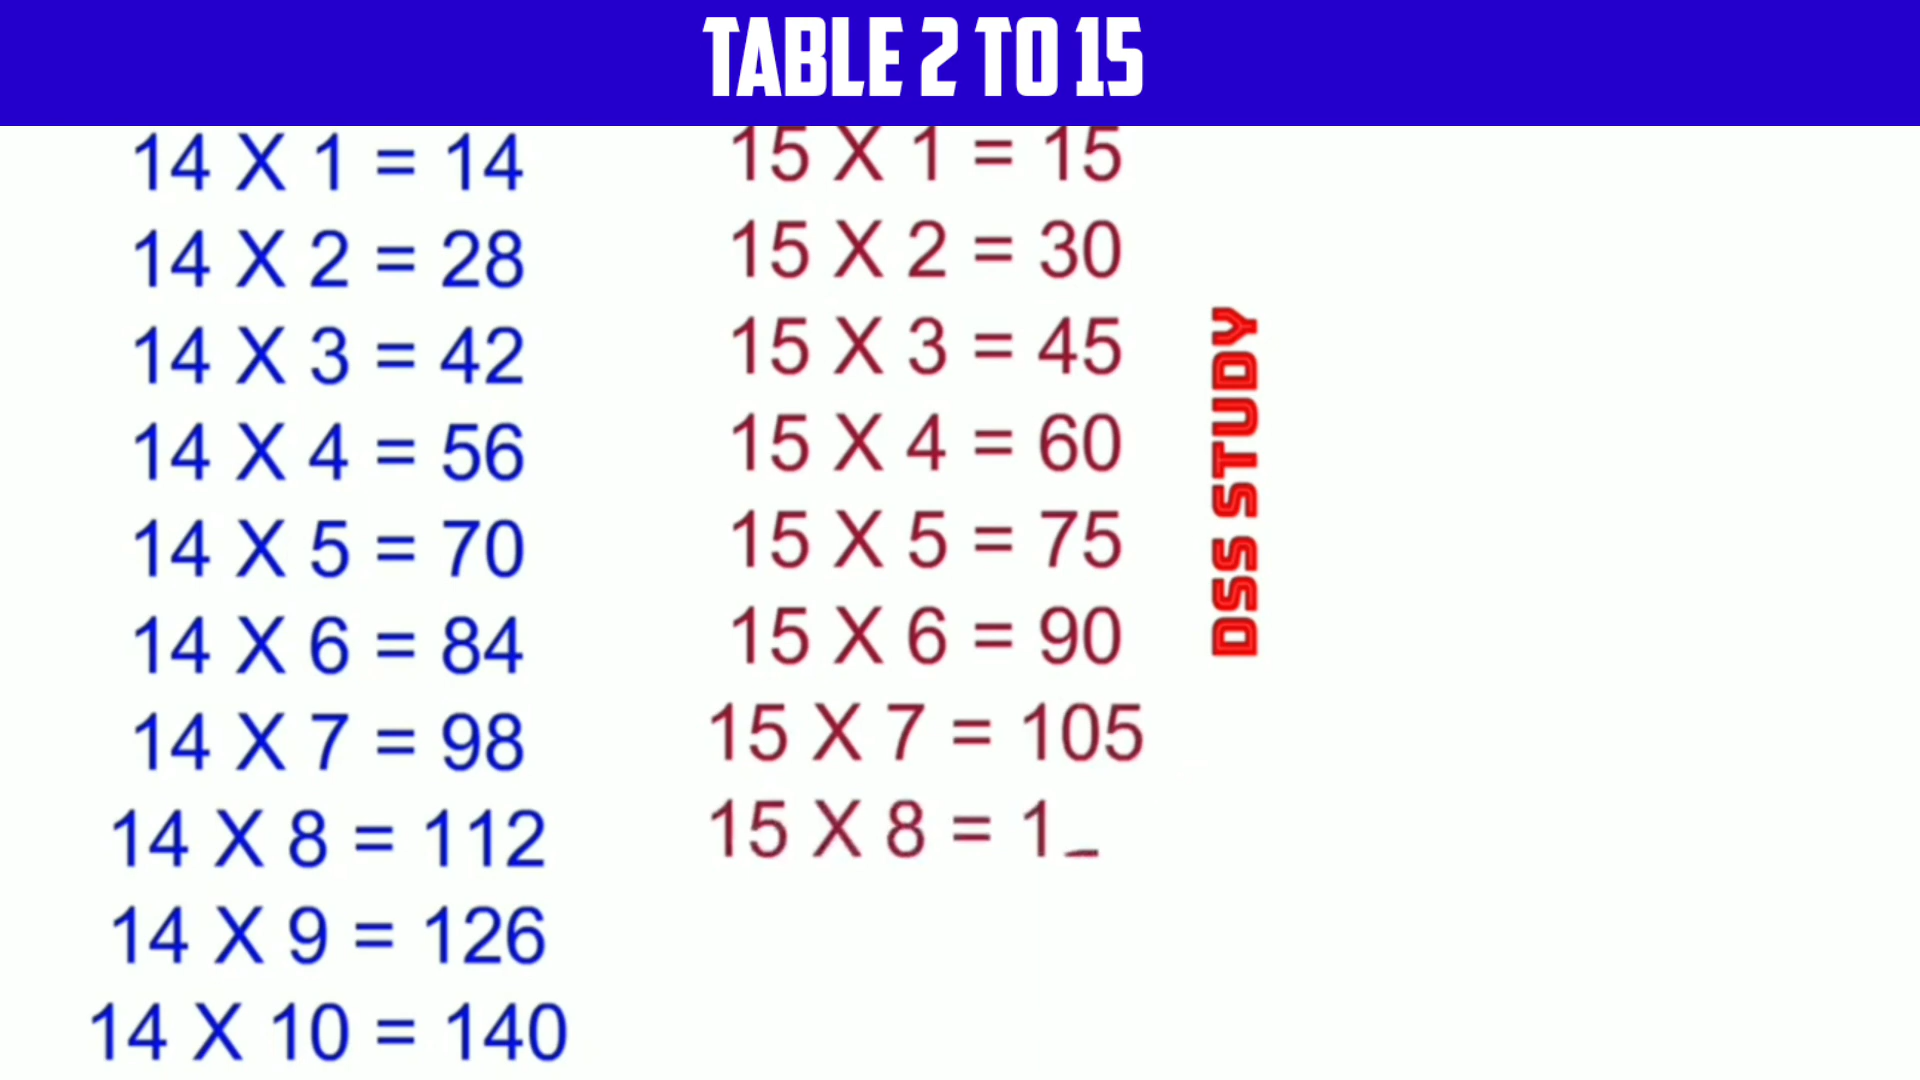 TABLE 2 TO 15
14 X 1 = 14
14 X 2 = 28
14 X 3 = 42
14 X 4 = 56
14 X 5 = 70
14 X 6 = 84
14 X 7 = 98
14 X 8 = 112
14 X 9 = 126
14 X 10 = 140
15 X 1 = 15
15 X 2 = 30
15 X 3 = 45
15 X 4 = 60
15 X 5 = 75
15 X 6 = 90
15 X 7 = 105
15 X 8 = 1
DSS STUDY